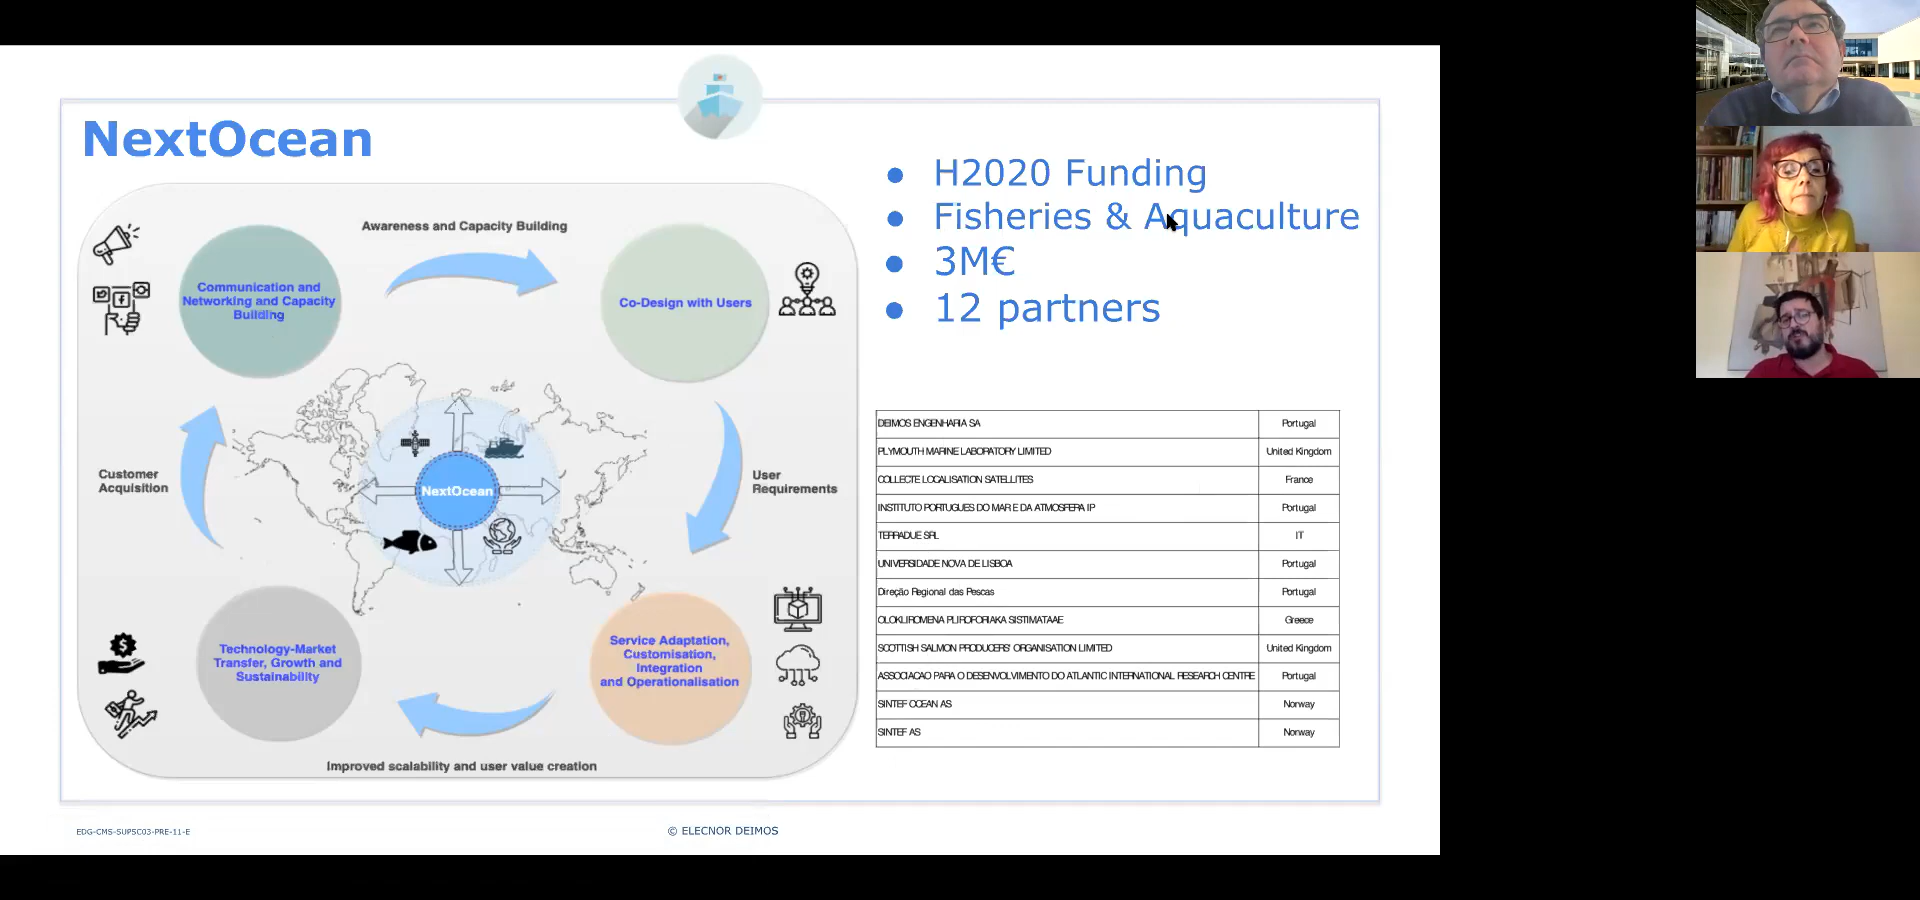 NextOcean
Awareness and Capacity Building
Communication and
Networking and Capacity
Building
Co-Design with Users
Customer
Acquisition
NextOcean
User
Requirements
Technology-Market
Transfer, Growth and
Sustainability
Service Adaptation,
Customisation,
Integration
and Operationalisation
Improved scalability and user value creation
● H2020 Funding
● Fisheries & Aquaculture
● 3M€
● 12 partners
DEIMOS ENGENHARIA SA Portugal
PLYMOUTH MARINE LABORATORY LIMITED United Kingdom
COLLECTE LOCALISATION SATELLITES France
INSTITUTO PORTUGUES DO MAR E DA ATMOSFERA IP Portugal
TERRADUE SRL IT
UNIVERSIDADE NOVA DE LISBOA Portugal
Direção Regional das Pescas Portugal
OLOKLIROMENA PLIROFORIAKA SISTIMATAAE Greece
SCOTTISH SALMON PRODUCERS' ORGANISATION LIMITED United Kingdom
ASSOCIACAO PARA O DESENVOLVIMENTO DO ATLANTIC INTERNATIONAL RESEARCH CENTRE Portugal
SINTEF OCEAN AS Norway
SINTEF AS Norway
EDG-CMS-SUPSC03-PRE-11-E
© ELECNOR DEIMOS